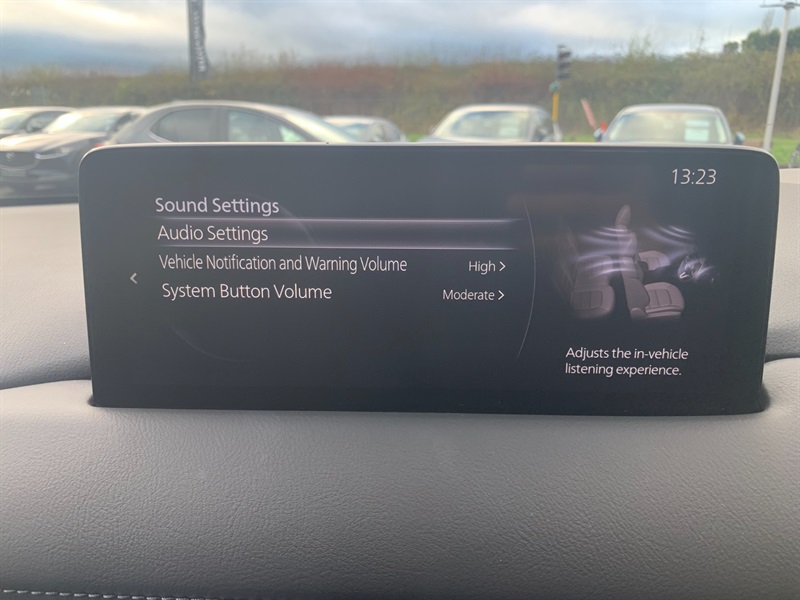 13:23
Sound Settings
Audio Settings
Vehicle Notification and Warning Volume High >
System Button Volume Moderate >
Adjusts the in-vehicle
listening experience.